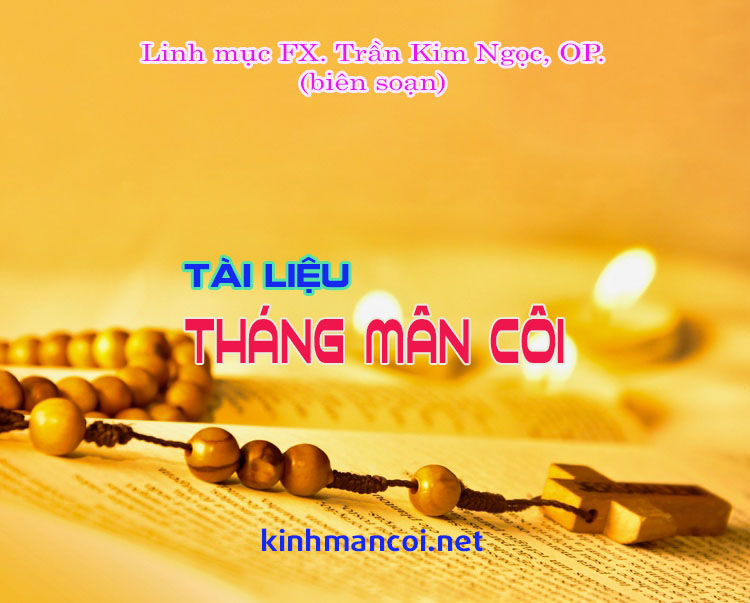 Linh mục FX. Trần Kim Ngọc, OP.
(biên soạn)
TÀI LIỆU
THÁNG MÂN CÔI
kinhmancoi.net